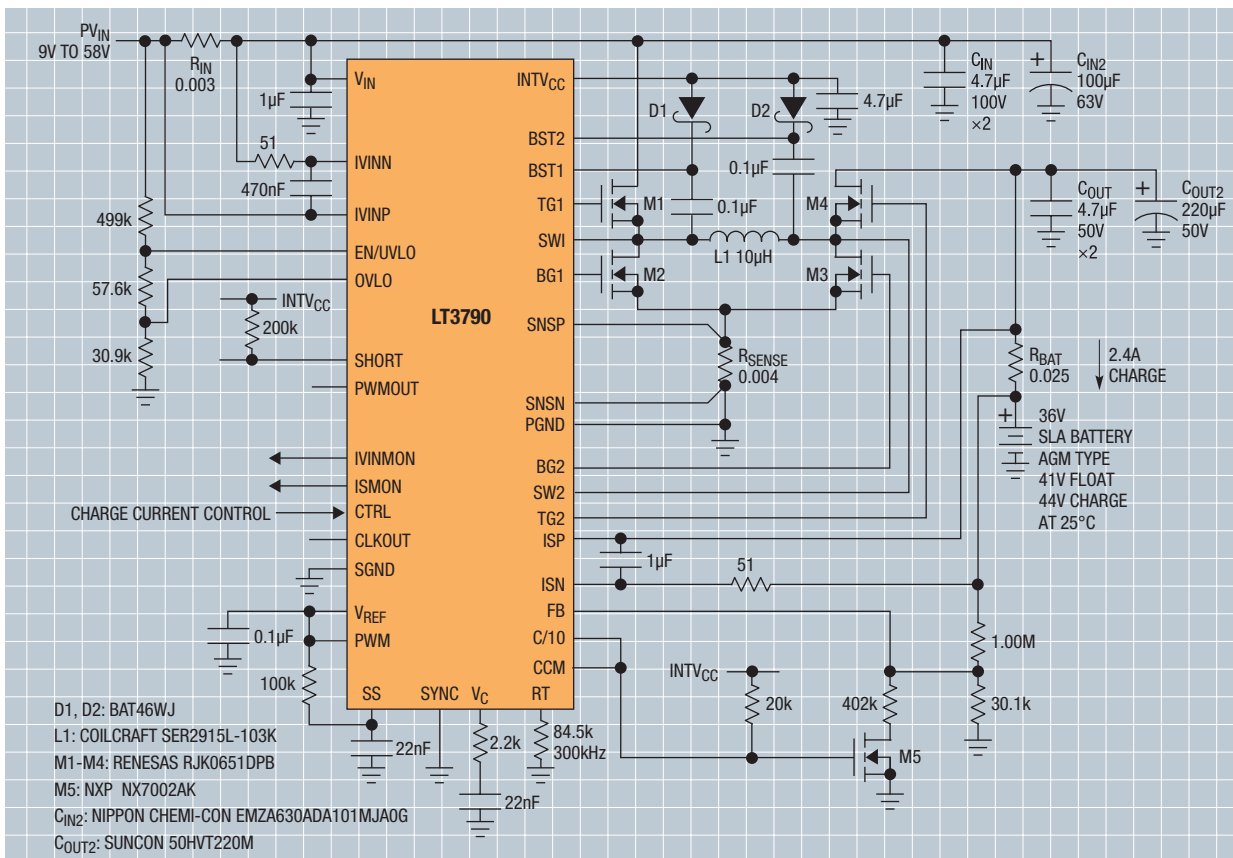 PVIN
9V TO 58V
RIN
0.003
1µF
51
470nF
499k
57.6k
30.9k
INTVCC
200k
VIN
IVINN
IVINP
EN/UVLO
OVLO
SHORT
PWMOUT
IVINMON
ISMON
CHARGE CURRENT CONTROL
CTRL
CLKOUT
SGND
VREF
PWM
0.1µF
100k
SS
SYNC
VC
RT
22nF
2.2k
22nF
84.5k
300kHz
LT3790
INTVCC
BST2
BST1
TG1
SWI
BG1
SNSP
SNSN
PGND
BG2
SW2
TG2
ISP
ISN
FB
C/10
CCM
D1
D2
4.7µF
0.1µF
0.1µF
M1
M4
L1 10µH
M2
M3
RSENSE
0.004
CIN
4.7µF
100V
×2
CIN2
100µF
63V
COUT
4.7µF
50V
×2
COUT2
220µF
50V
RBAT
0.025
2.4A
CHARGE
36V
SLA BATTERY
AGM TYPE
41V FLOAT
44V CHARGE
AT 25°C
1µF
51
1.00M
30.1k
INTVCC
20k
402k
M5
D1, D2: BAT46WJ
L1: COILCRAFT SER2915L-103K
M1-M4: RENESAS RJK0651DPB
M5: NXP NX7002AK
CIN2: NIPPON CHEMI-CON EMZA630ADA101MJA0G
COUT2: SUNCON 50HVT220M
+
+
+